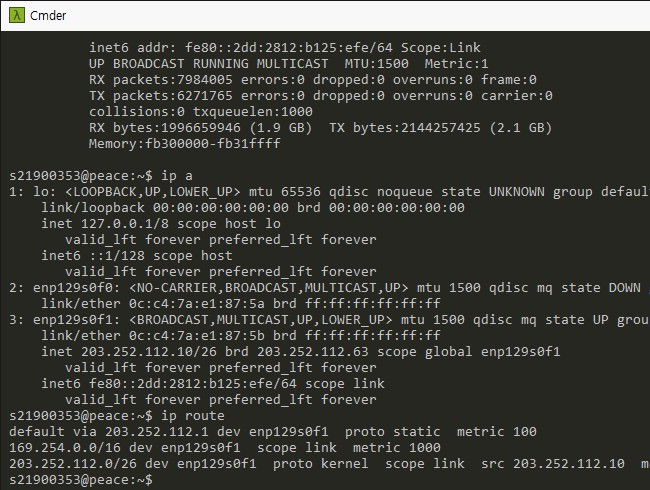 Cmder
inet6 addr: fe80::2dd:2812:b125:efe/64 Scope:Link
UP BROADCAST RUNNING MULTICAST  MTU:1500  Metric:1
RX packets:7984005 errors:0 dropped:0 overruns:0 frame:0
TX packets:6271765 errors:0 dropped:0 overruns:0 carrier:0
collisions:0 txqueuelen:1000
RX bytes:1996659946 (1.9 GB)  TX bytes:2144257425 (2.1 GB)
Memory:fb300000-fb31ffff
s21900353@peace:~$ ip a
1: lo: <LOOPBACK,UP,LOWER_UP> mtu 65536 qdisc noqueue state UNKNOWN group defaul
link/loopback 00:00:00:00:00:00 brd 00:00:00:00:00:00
inet 127.0.0.1/8 scope host lo
valid_lft forever preferred_lft forever
inet6 ::1/128 scope host
valid_lft forever preferred_lft forever
2: enp129s0f0: <NO-CARRIER,BROADCAST,MULTICAST,UP> mtu 1500 qdisc mq state DOWN
link/ether 0c:c4:7a:e1:87:5a brd ff:ff:ff:ff:ff:ff
3: enp129s0f1: <BROADCAST,MULTICAST,UP,LOWER_UP> mtu 1500 qdisc mq state UP grou
link/ether 0c:c4:7a:e1:87:5b brd ff:ff:ff:ff:ff:ff
inet 203.252.112.10/26 brd 203.252.112.63 scope global enp129s0f1
valid_lft forever preferred_lft forever
inet6 fe80::2dd:2812:b125:efe/64 scope link
valid_lft forever preferred_lft forever
s21900353@peace:~$ ip route
default via 203.252.112.1 dev enp129s0f1  proto static  metric 100
169.254.0.0/16 dev enp129s0f1  scope link  metric 1000
203.252.112.0/26 dev enp129s0f1  proto kernel  scope link  src 203.252.112.10  m
s21900353@peace:~$